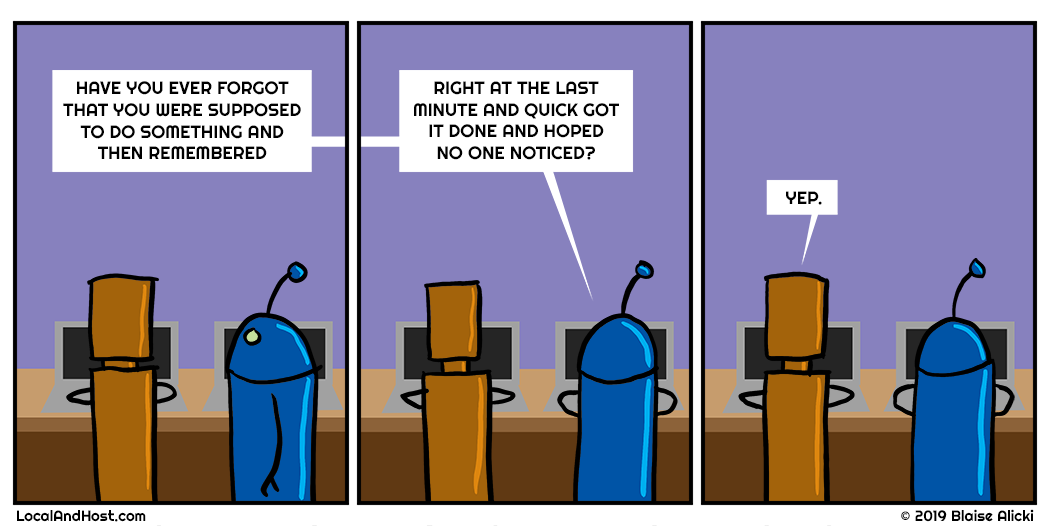 HAVE YOU EVER FORGOT
THAT YOU WERE SUPPOSED
TO DO SOMETHING AND
THEN REMEMBERED
RIGHT AT THE LAST
MINUTE AND QUICK GOT
IT DONE AND HOPED
NO ONE NOTICED?
YEP.
LocalAndHost.com
© 2019 Blaise Alicki